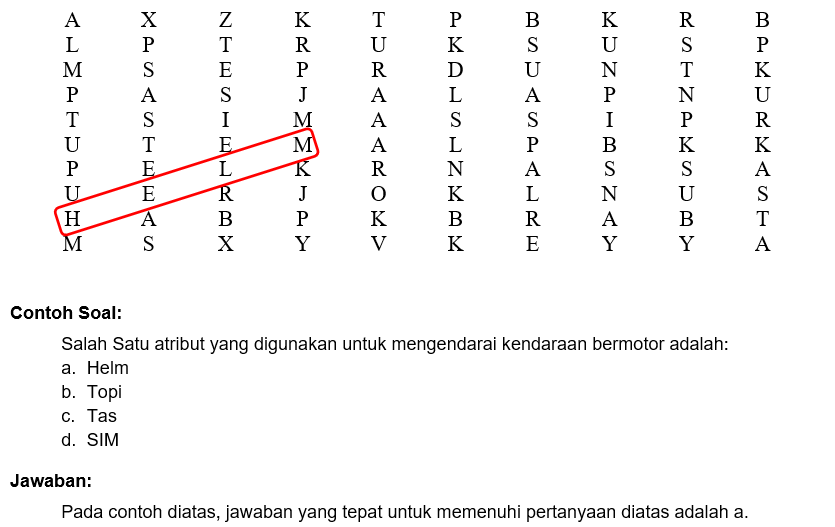 A X Z K T P B K R B
L P T R U K S U S P
M S E P R D U N T K
P A S J A L A P N U
T S I M A S S I P R
U T E M A L P B K K
P E L K R N A S S A
U E R J O K L N U S
H A B P K B R A B T
M S X Y V K E Y Y A
Contoh Soal:
Salah Satu atribut yang digunakan untuk mengendarai kendaraan bermotor adalah:
a. Helm
b. Topi
c. Tas
d. SIM
Jawaban:
Pada contoh diatas, jawaban yang tepat untuk memenuhi pertanyaan diatas adalah a.